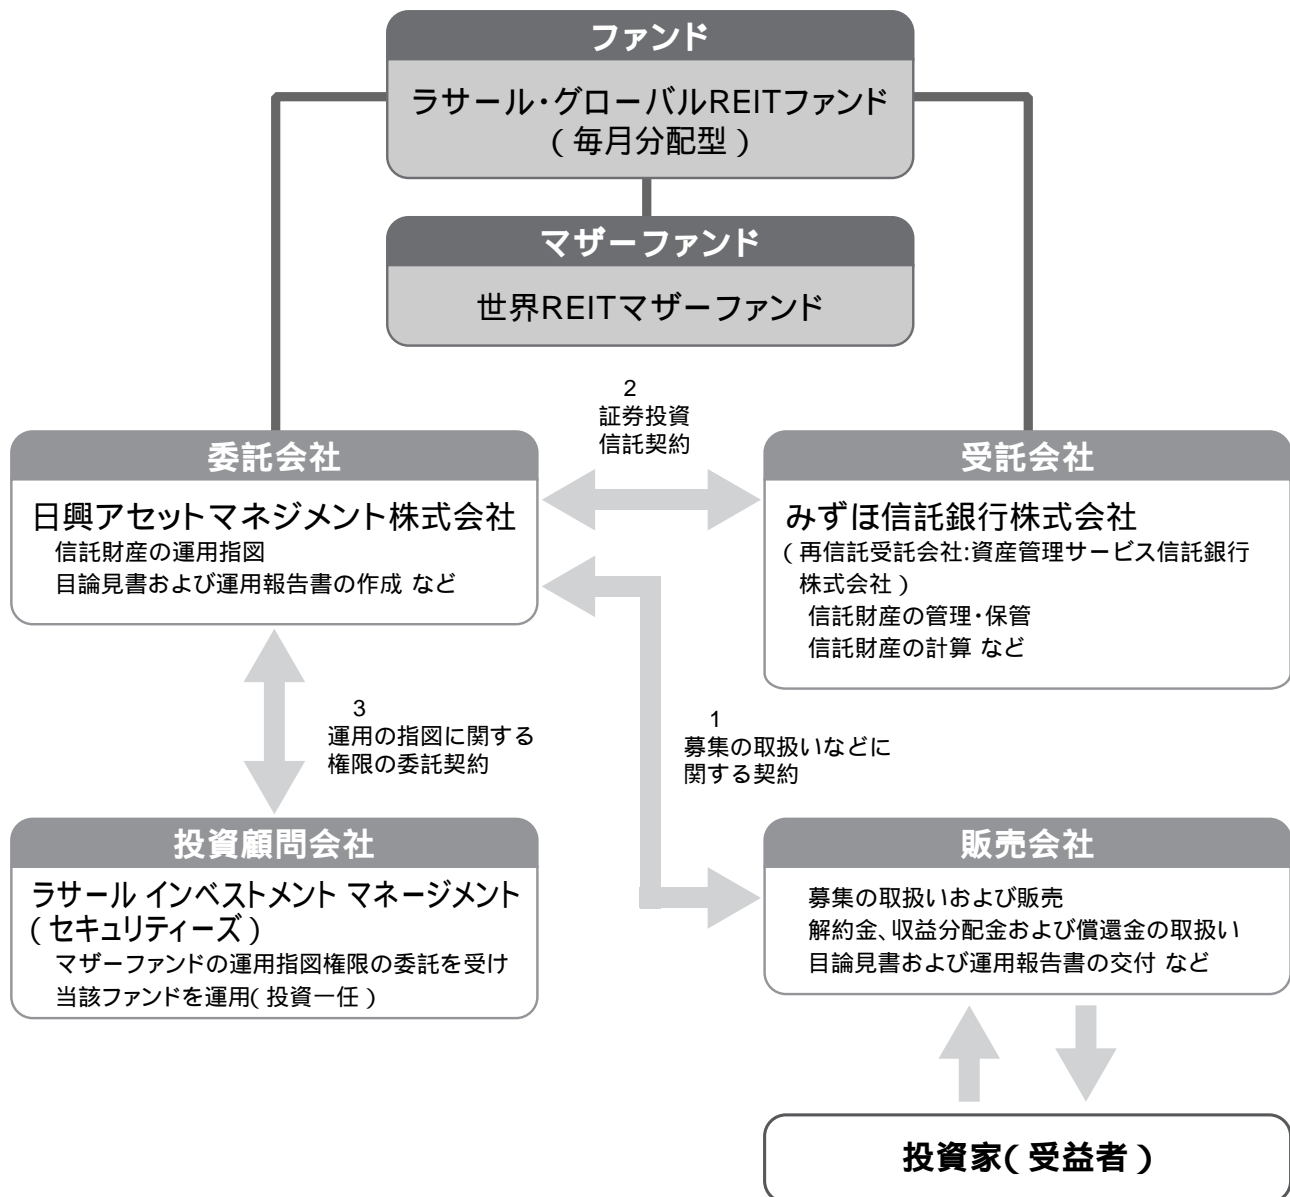 ファンド
ラサール・グローバルREITファンド
(毎月分配型)
マザーファンド
世界REITマザーファンド
2
証券投資
信託契約
委託会社
日興アセットマネジメント株式会社
信託財産の運用指図
目論見書および運用報告書の作成 など
受託会社
みずほ信託銀行株式会社
(再信託受託会社:資産管理サービス信託銀行
株式会社)
信託財産の管理・保管
信託財産の計算 など
3
運用の指図に関する
権限の委託契約
1
募集の取扱いなどに
関する契約
投資顧問会社
ラサール インベストメント マネージメント
(セキュリティーズ)
マザーファンドの運用指図権限の委託を受け
当該ファンドを運用(投資一任)
販売会社
募集の取扱いおよび販売
解約金、収益分配金および償還金の取扱い
目論見書および運用報告書の交付 など
投資家(受益者)